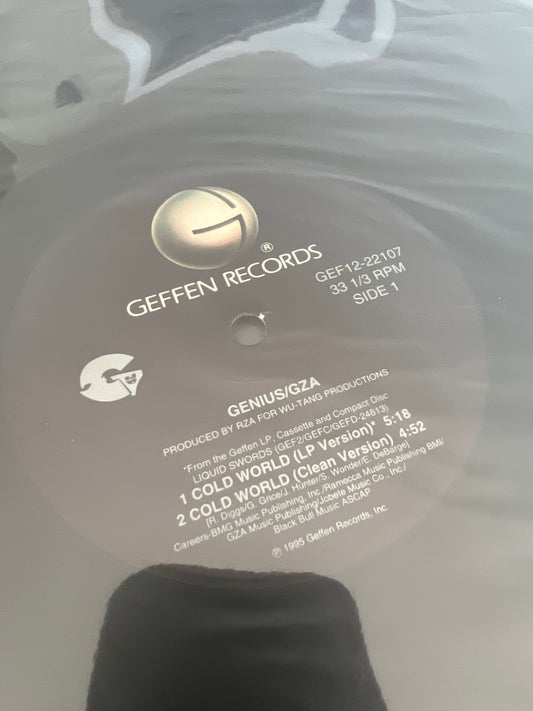 GEFFEN RECORDS®
GEF12-22107
33 1/3 RPM
SIDE 1
GENIUS/GZA
PRODUCED BY RZA FOR WU-TANG PRODUCTIONS
*From the Geffen LP, Cassette and Compact Disc
LIQUID SWORDS (GEF2/GEFC/GEFD-24813)
1 COLD WORLD (LP Version)* 5:18
2 COLD WORLD (Clean Version) 4:52
(R. Diggs/G. Grice/J. Hunter/S. Wonder/E. DeBarge)
Careers-BMG Music Publishing, Inc./Ramecca Music Publishing BMI/
GZA Music Publishing/Jobete Music Co., Inc./
Black Bull Music ASCAP
℗ 1995 Geffen Records, Inc.